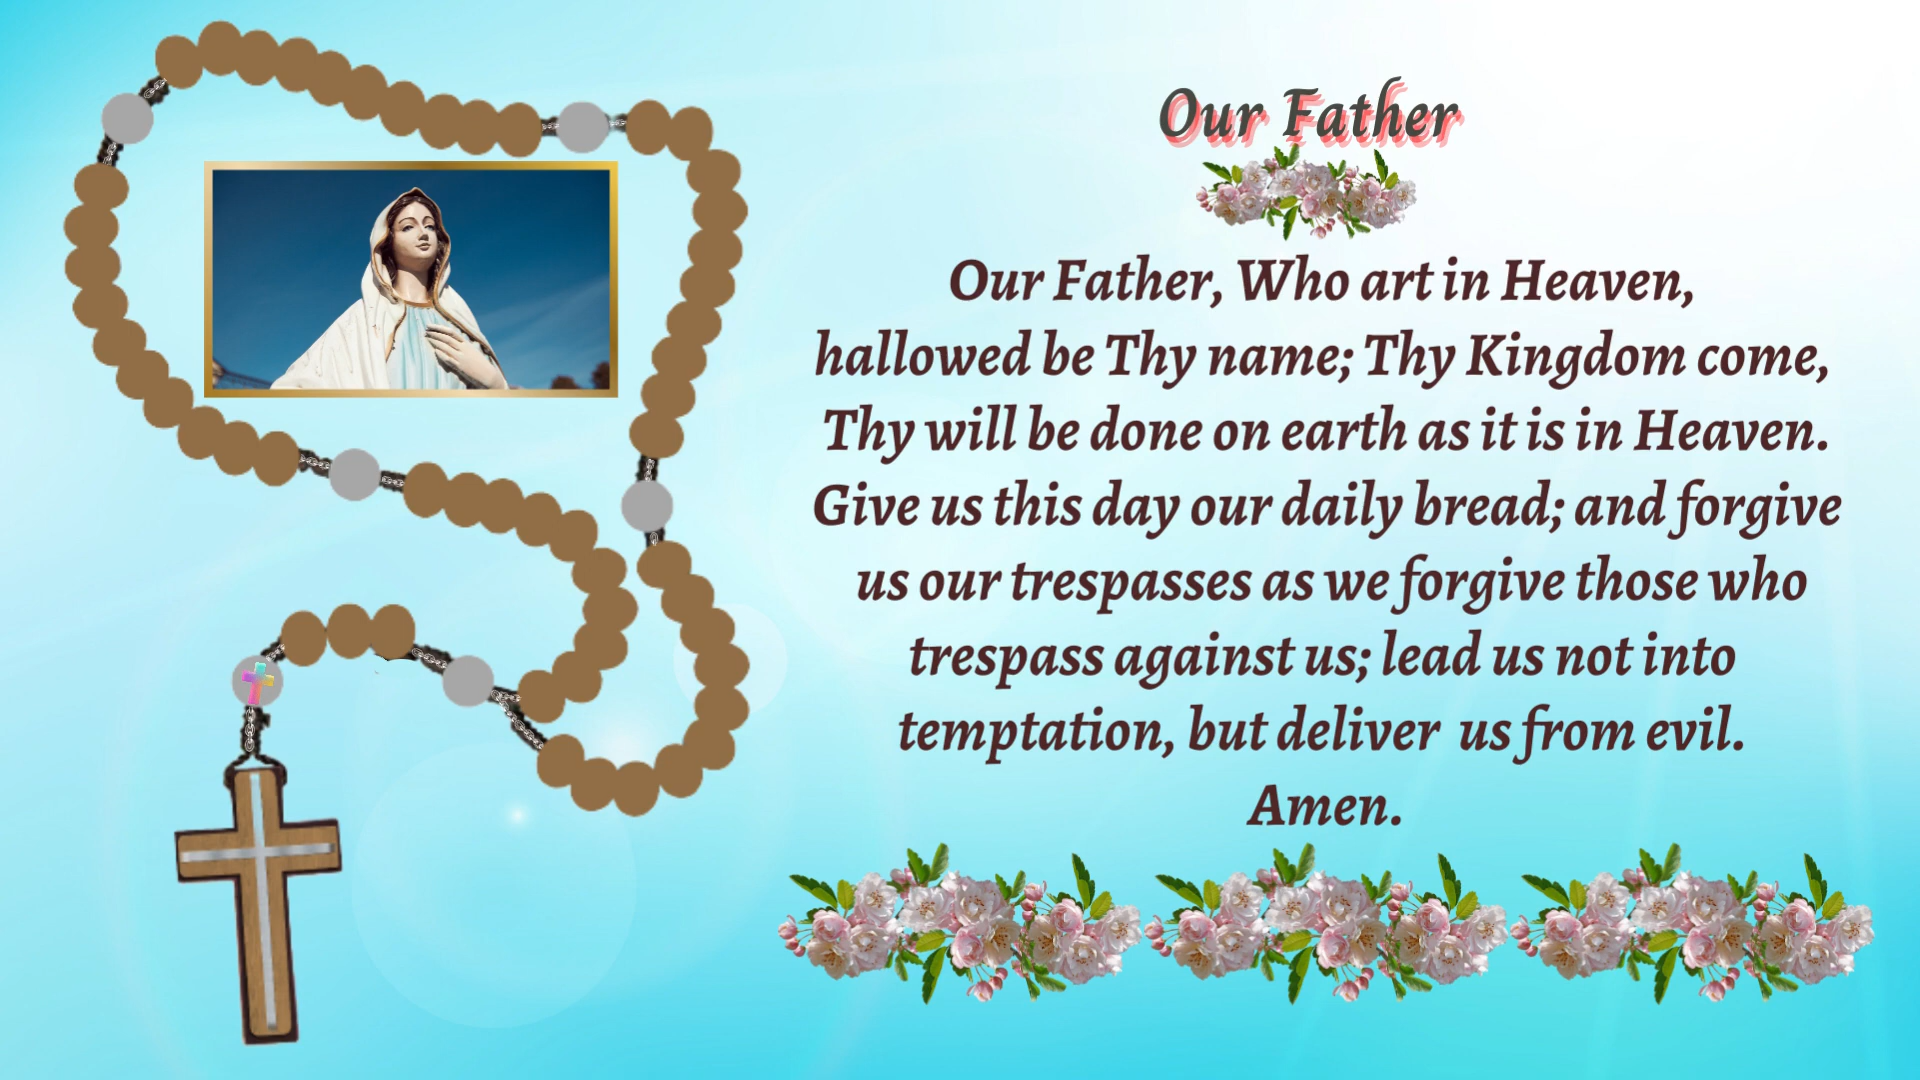 Our Father
Our Father, Who art in Heaven,
hallowed be Thy name; Thy Kingdom come,
Thy will be done on earth as it is in Heaven.
Give us this day our daily bread; and forgive
us our trespasses as we forgive those who
trespass against us; lead us not into
temptation, but deliver us from evil.
Amen.